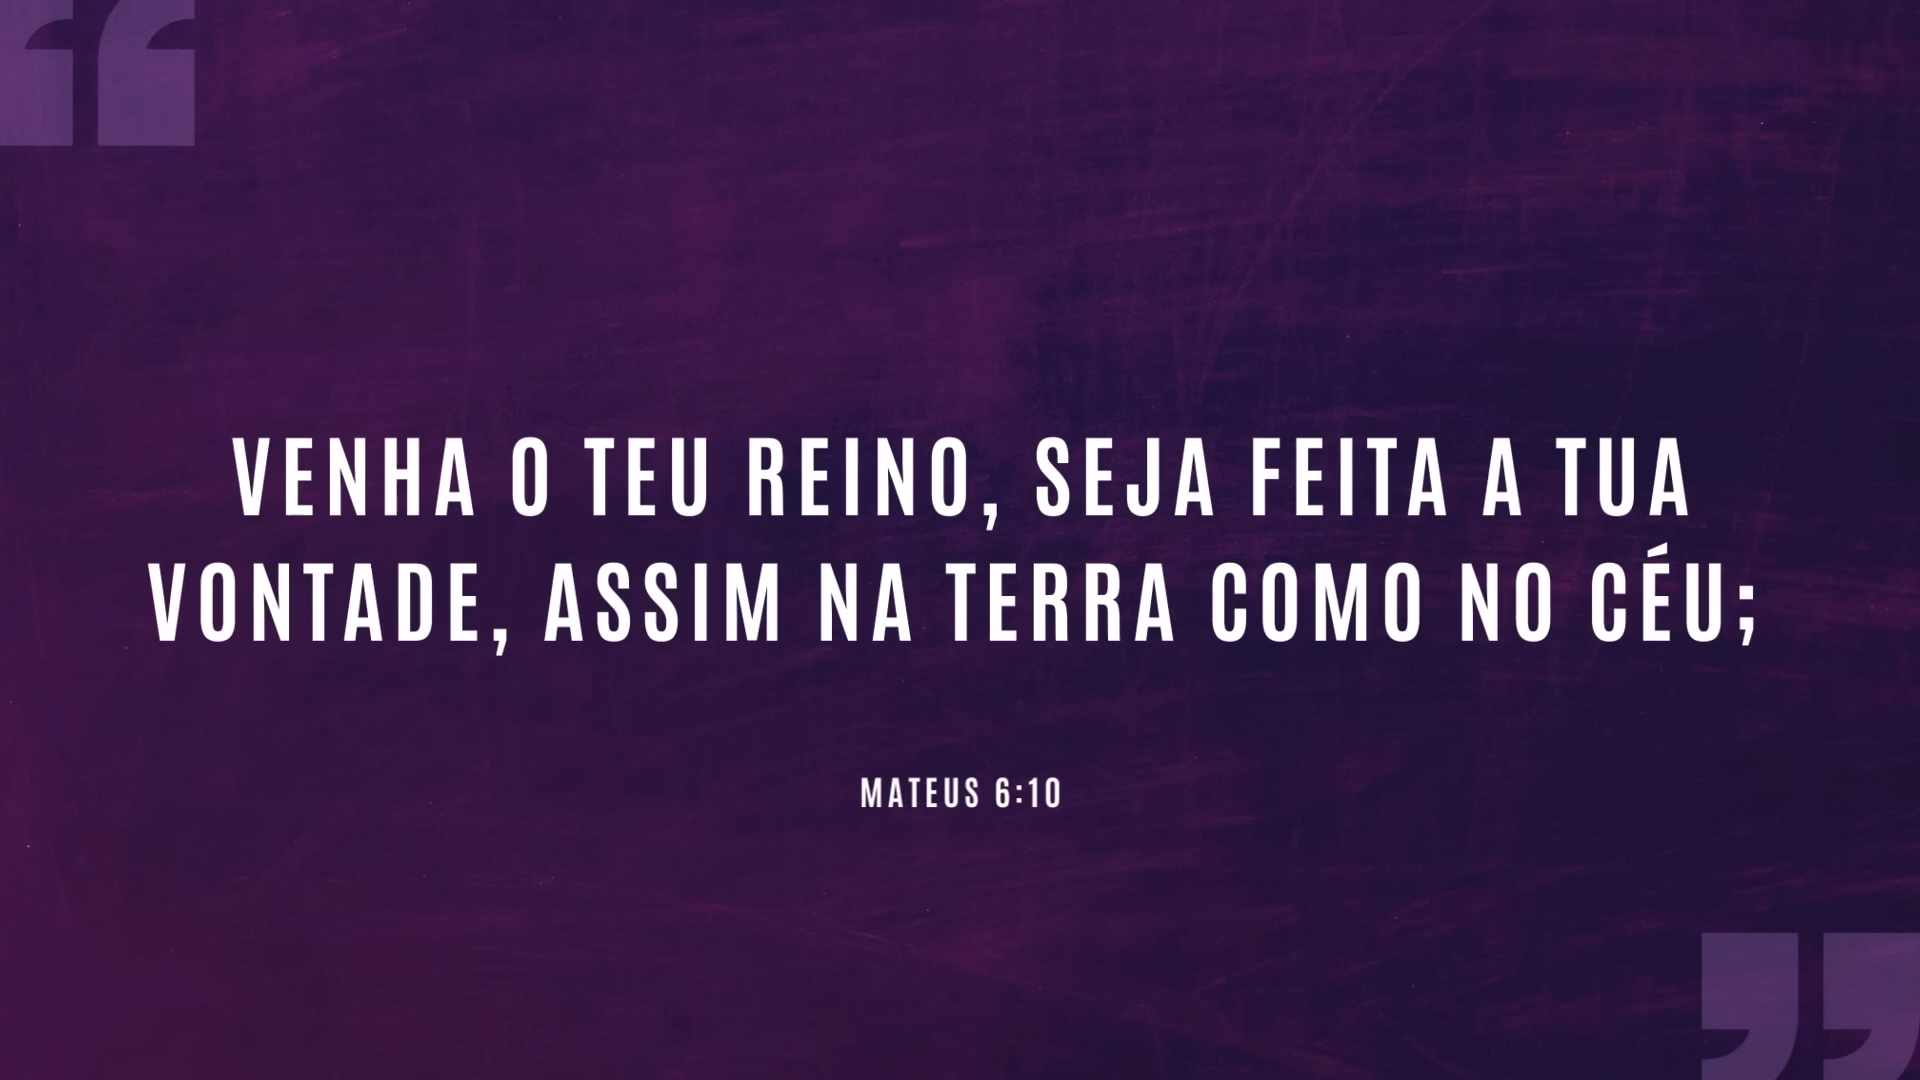 VENHA O TEU REINO, SEJA FEITA A TUA
VONTADE, ASSIM NA TERRA COMO NO CÉU;
MATEUS 6:10